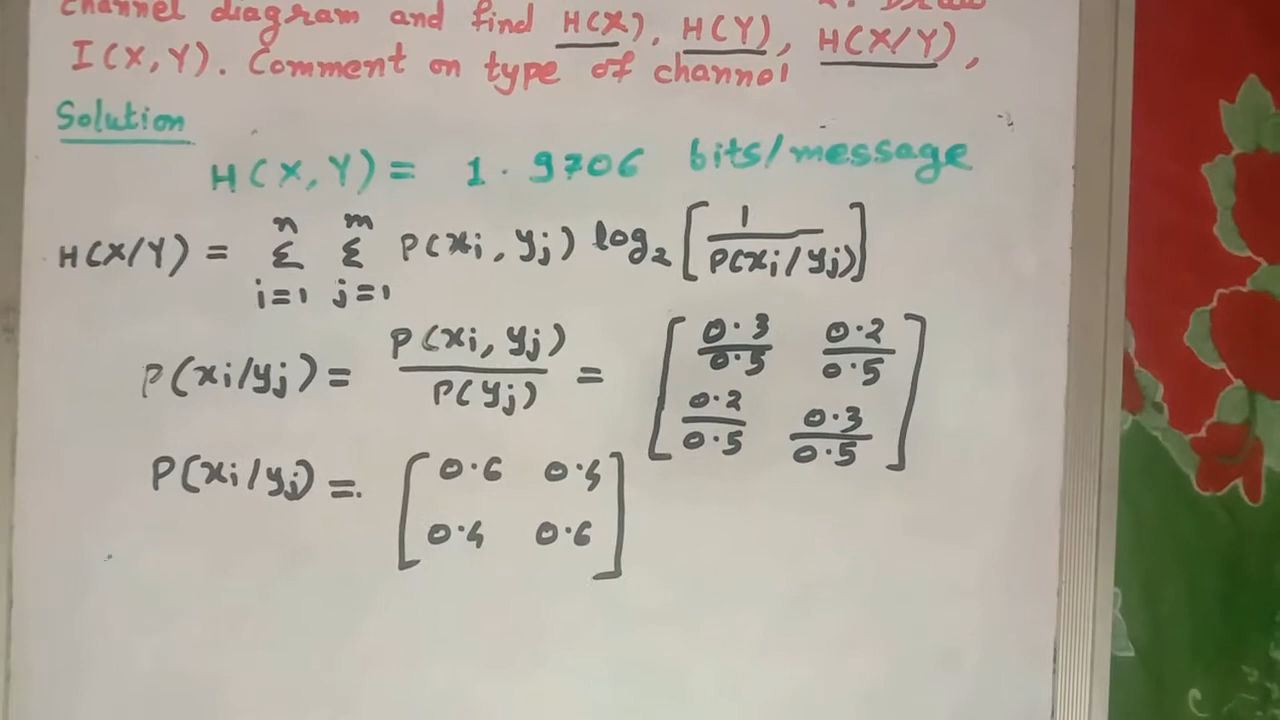 channel diagram and find H(X), H(Y), H(X/Y),
I(X,Y). Comment on type of channel
Solution
H(X,Y) = 1.9706 bits/message
H(X/Y) = n Σ i=1 m Σ j=1 P(xi, yj) log2 [1 / P(xi/yj)]
P(xi/yj) = P(xi, yj) / P(yj) = [0.3/0.5 0.2/0.5
0.2/0.5 0.3/0.5]
P(xi/yj) = [0.6 0.4
0.4 0.6]